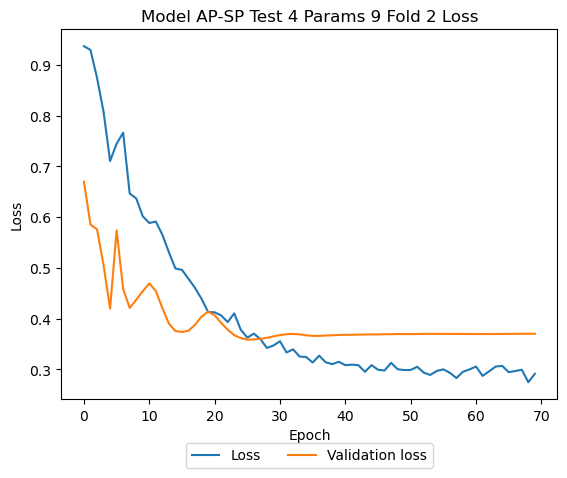 Model AP-SP Test 4 Params 9 Fold 2 Loss
0.9
0.8
0.7
0.6
0.5
0.4
0.3
Loss
0 10 20 30 40 50 60 70
Epoch
Loss Validation loss